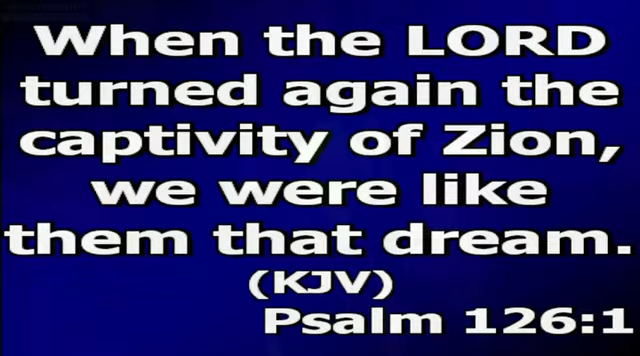 When the LORD
turned again the
captivity of Zion,
we were like
them that dream.
(KJV)
Psalm 126:1